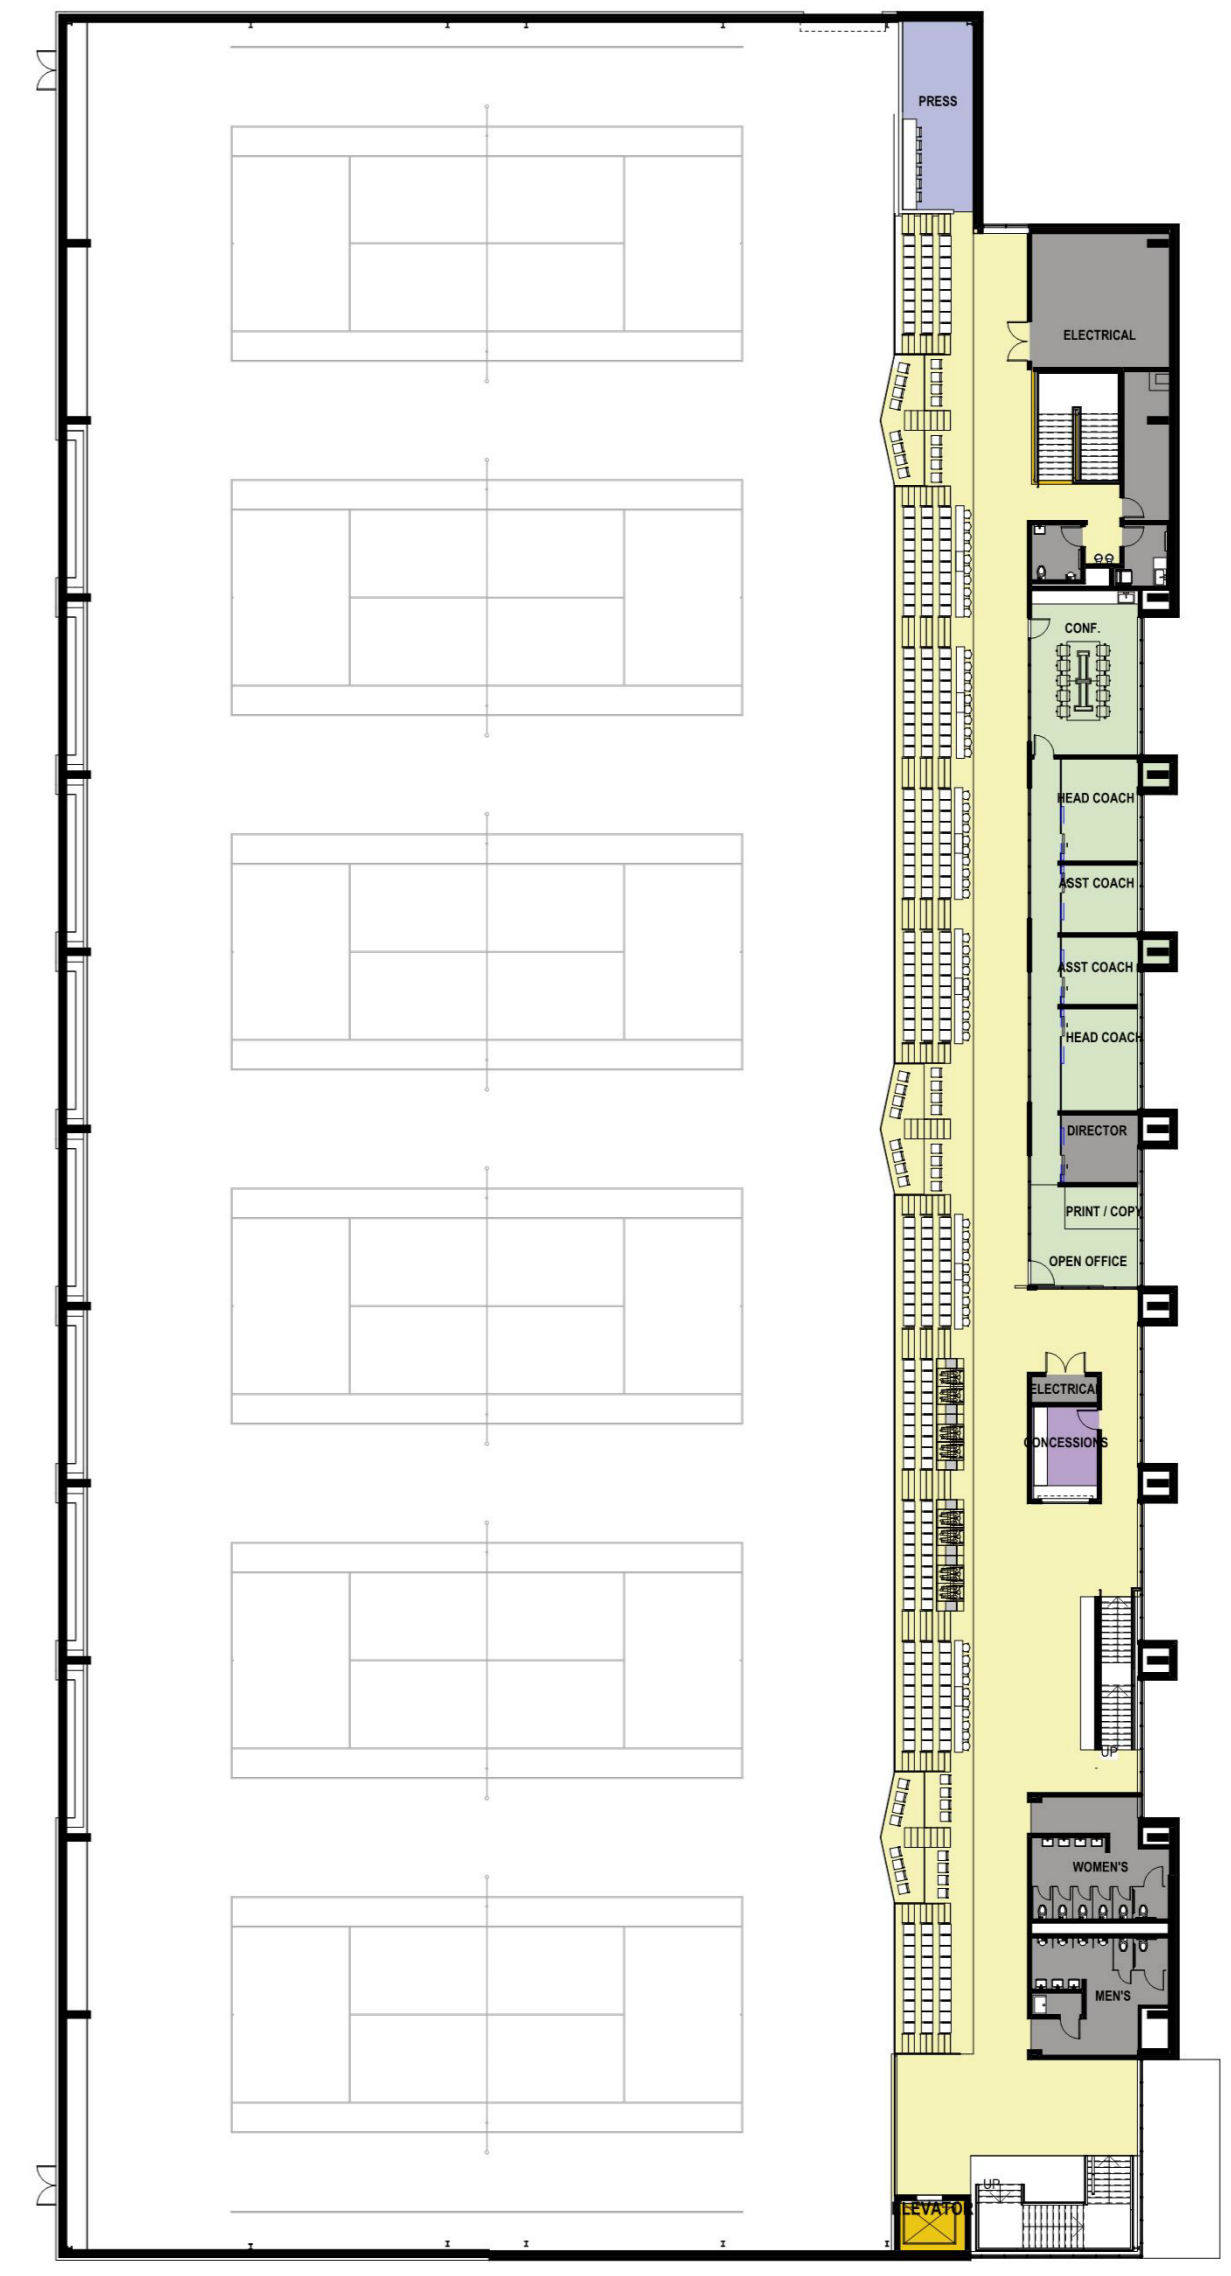 PRESS
ELECTRICAL
CONF.
HEAD COACH
ASST COACH
ASST COACH
HEAD COACH
DIRECTOR
PRINT / COPY
OPEN OFFICE
ELECTRICAL
CONCESSIONS
UP
WOMEN'S
MEN'S
UP
ELEVATOR